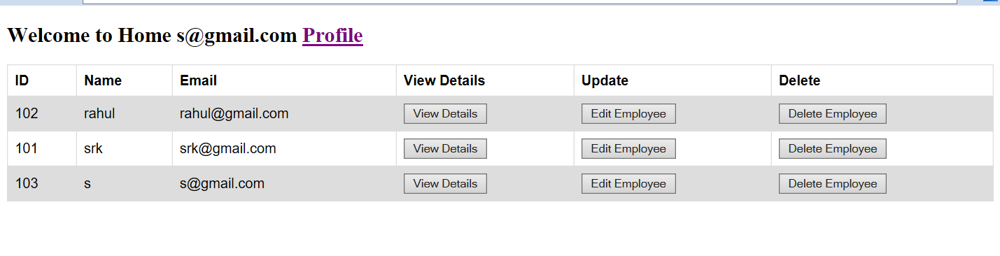 Welcome to Home s@gmail.com Profile
ID Name Email View Details Update Delete
102 rahul rahul@gmail.com View Details Edit Employee Delete Employee
101 srk srk@gmail.com View Details Edit Employee Delete Employee
103 s s@gmail.com View Details Edit Employee Delete Employee